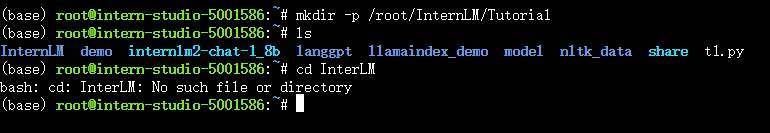 (base) root@intern-studio-5001586:~# mkdir -p /root/InternLM/Tutorial
(base) root@intern-studio-5001586:~# ls
InternLM demo internlm2-chat-1_8b langgpt llamaindex_demo model nltk_data share t1.py
(base) root@intern-studio-5001586:~# cd InterLM
bash: cd: InterLM: No such file or directory
(base) root@intern-studio-5001586:~#